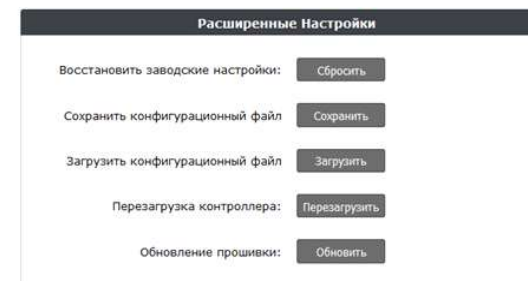 Расширенные Настройки
Восстановить заводские настройки: Сбросить
Сохранить конфигурационный файл Сохранить
Загрузить конфигурационный файл Загрузить
Перезагрузка контроллера: Перезагрузить
Обновление прошивки: Обновить